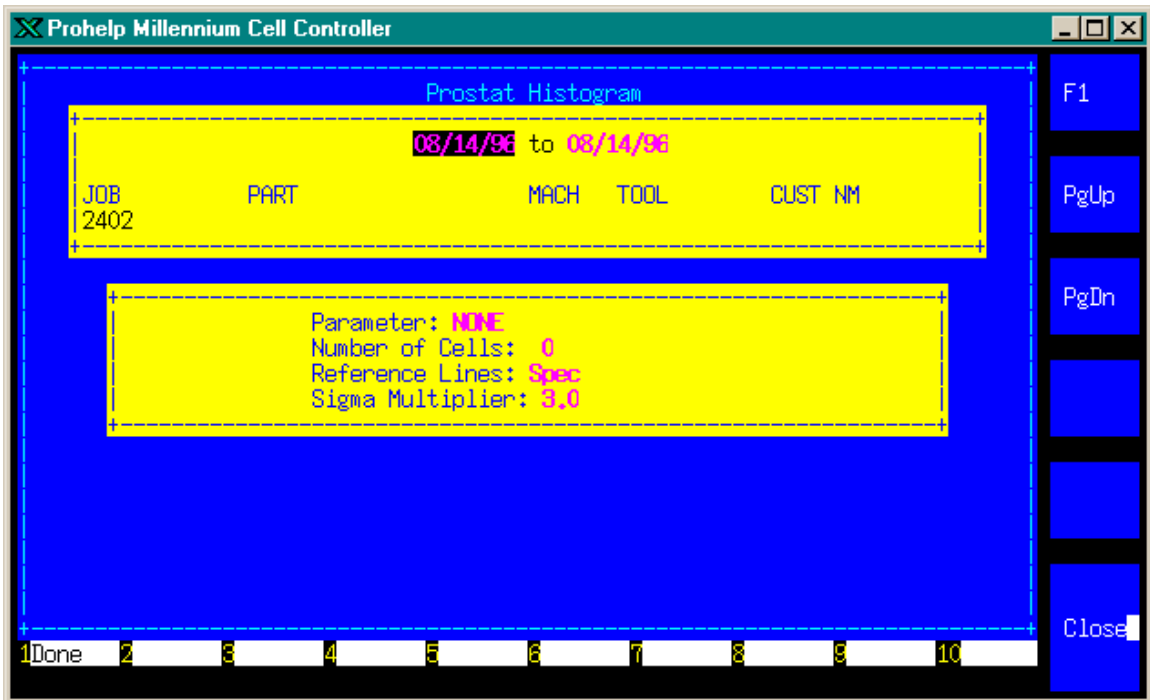 Prohelp Millennium Cell Controller
Prostat Histogram
F1
08/14/96 to 08/14/96
JOB PART MACH TOOL CUST NM
PgUp
2402
PgDn
Parameter: NONE
Number of Cells: 0
Reference Lines: Spec
Sigma Multiplier: 3.0
Close
1Done 2 3 4 5 6 7 8 9 10